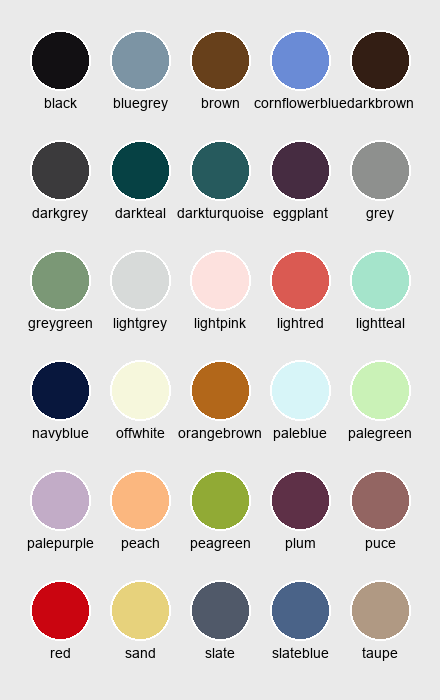 black bluegrey brown cornflowerblue darkbrown
darkgrey darkteal darkturquoise eggplant grey
greygreen lightgrey lightpink lightred lightteal
navyblue offwhite orangebrown paleblue palegreen
palepurple peach peagreen plum puce
red sand slate slateblue taupe